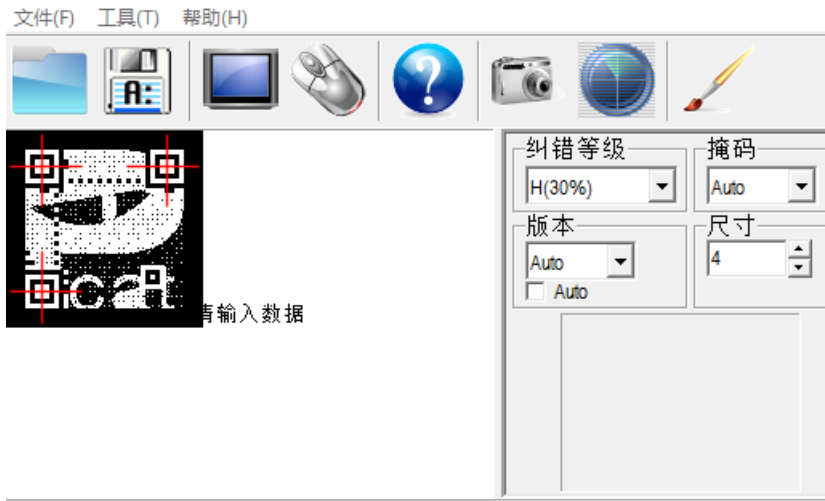 文件(F) 工具(T) 帮助(H)
A:
纠错等级
掩码
H(30%)
Auto
版本
尺寸
Auto
4
Auto
cat
请输入数据